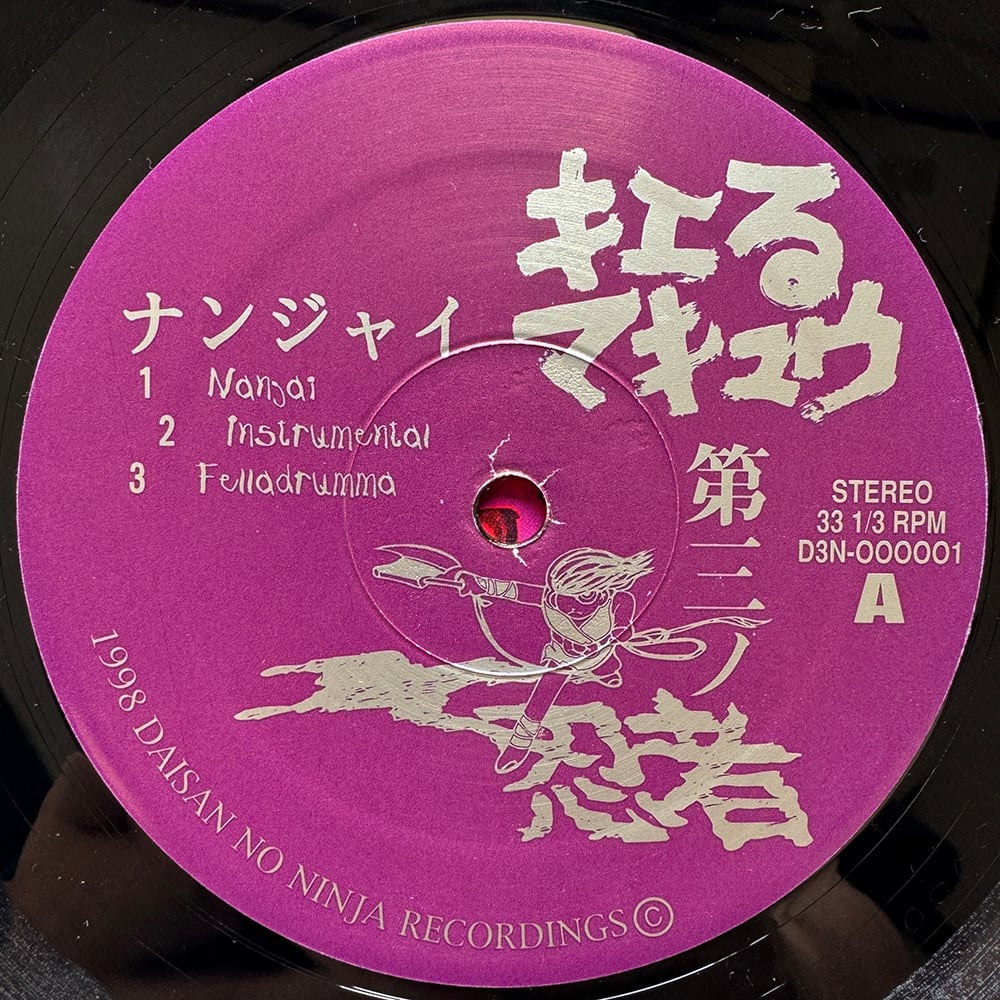 キエる
マキュウ
ナンジャイ
1 Nanjai
2 Instrumental
3 Felladrumma
第三ノ
忍者
STEREO
33 1/3 RPM
D3N-000001
A
1998 DAISAN NO NINJA RECORDINGS©